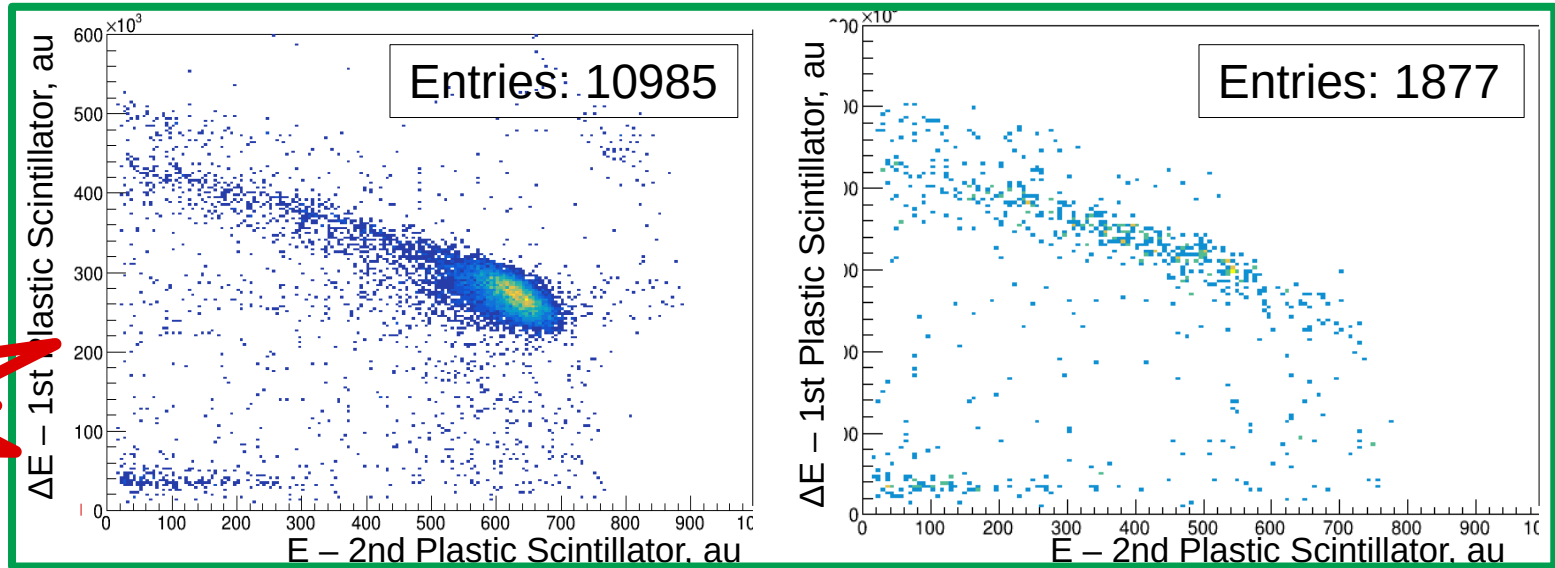 ×10³
600
500
400
300
200
100
0
0 100 200 300 400 500 600 700 800 900
Entries: 10985
ΔE – 1st Plastic Scintillator, au
E – 2nd Plastic Scintillator, au
Entries: 1877
ΔE – 1st Plastic Scintillator, au
0
0 100 200 300 400 500 600 700 800 900
E – 2nd Plastic Scintillator, au